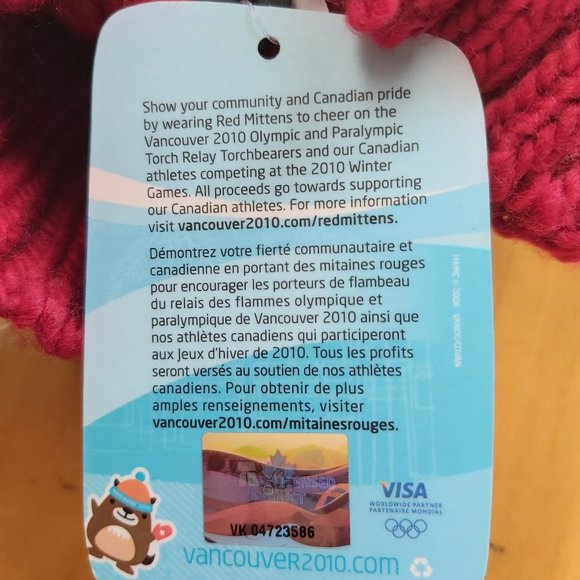 Show your community and Canadian pride
by wearing Red Mittens to cheer on the
Vancouver 2010 Olympic and Paralympic
Torch Relay Torchbearers and our Canadian
athletes competing at the 2010 Winter
Games. All proceeds go towards supporting
our Canadian athletes. For more information
visit vancouver2010.com/redmittens.
Démontrez votre fierté communautaire et
canadienne en portant des mitaines rouges
pour encourager les porteurs de flambeau
du relais des flammes olympique et
paralympique de Vancouver 2010 ainsi que
nos athlètes canadiens qui participeront
aux Jeux d'hiver de 2010. Tous les profits
seront versés au soutien de nos athlètes
canadiens. Pour obtenir de plus
amples renseignements, visiter
vancouver2010.com/mitainesrouges.
VK 04723586
VISA
WORLDWIDE PARTNER
PARTENAIRE MONDIAL
vancouver2010.com